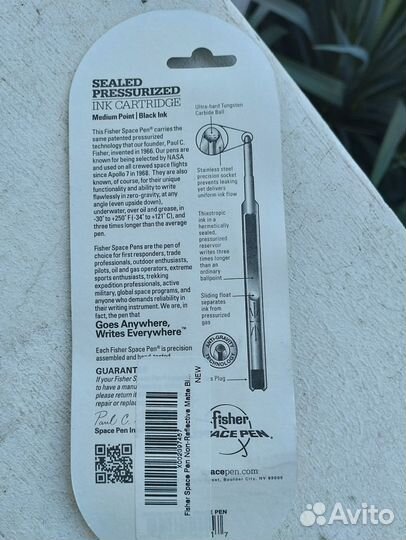 SEALED
PRESSURIZED
INK CARTRIDGE
Medium Point | Black Ink
This Fisher Space Pen® carries the
same patented pressurized
technology that our founder, Paul C.
Fisher, invented in 1966. Our pens are
known for being selected by NASA
and used on all crewed space flights
since Apollo 7 in 1968. They are also
known, of course, for their unique
functionality and ability to write
flawlessly in zero-gravity, at any
angle (even upside down),
underwater, over oil and grease, in
-30° to +250° F (-34° to +121° C), and
three times longer than the average
pen.
Fisher Space Pens are the pen of
choice for first responders, trade
professionals, outdoor enthusiasts,
pilots, oil and gas operators, extreme
sports enthusiasts, trekking
expedition professionals, active
military, global space programs, and
anyone who demands reliability in
their writing instrument. We are, in
fact, the pen that
Goes Anywhere,
Writes Everywhere™
Each Fisher Space Pen® is precision
assembled and hand-tested
GUARANT
If your Fisher Spac
to have a manu
please return it
repair or replac
Paul C.
Space Pen In
Ultra-hard Tungsten
Carbide Ball
Stainless steel
precision socket
prevents leaking
yet delivers
uniform ink flow
Thixotropic
ink in a
hermetically
sealed,
pressurized
reservoir
writes three
times longer
than an
ordinary
ballpoint
Sliding float
separates
ink from
pressurized
gas
ANTI-GRAVITY
TECHNOLOGY
s Plug
X002097467
Fisher Space Pen Non-Reflective Matte Bl...
NEW
fisher
SPACE PEN
acepen.com
et, Boulder City, NV 89005
PEN
1 7
Avito